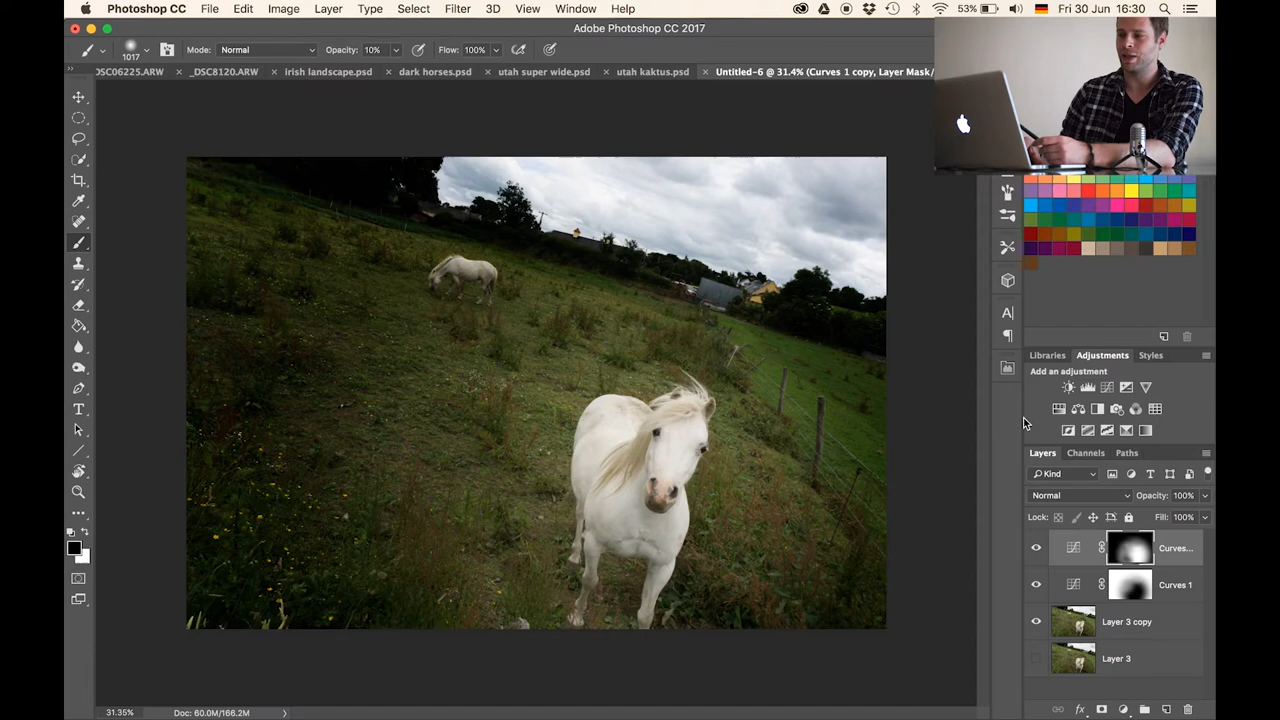 Photoshop CC File Edit Image Layer Type Select Filter 3D View Window Help 53% Fri 30 Jun 16:30
Adobe Photoshop CC 2017
1017 Mode: Normal Opacity: 10% Flow: 100%
DSC06225.ARW _DSC8120.ARW irish landscape.psd dark horses.psd utah super wide.psd utah kaktus.psd Untitled-6 @ 31.4% (Curves 1 copy, Layer Mask/
Libraries Adjustments Styles
Add an adjustment
Layers Channels Paths
Kind
Normal Opacity: 100%
Lock: Fill: 100%
Curves...
Curves 1
Layer 3 copy
Layer 3
31.35% Doc: 60.0M/166.2M